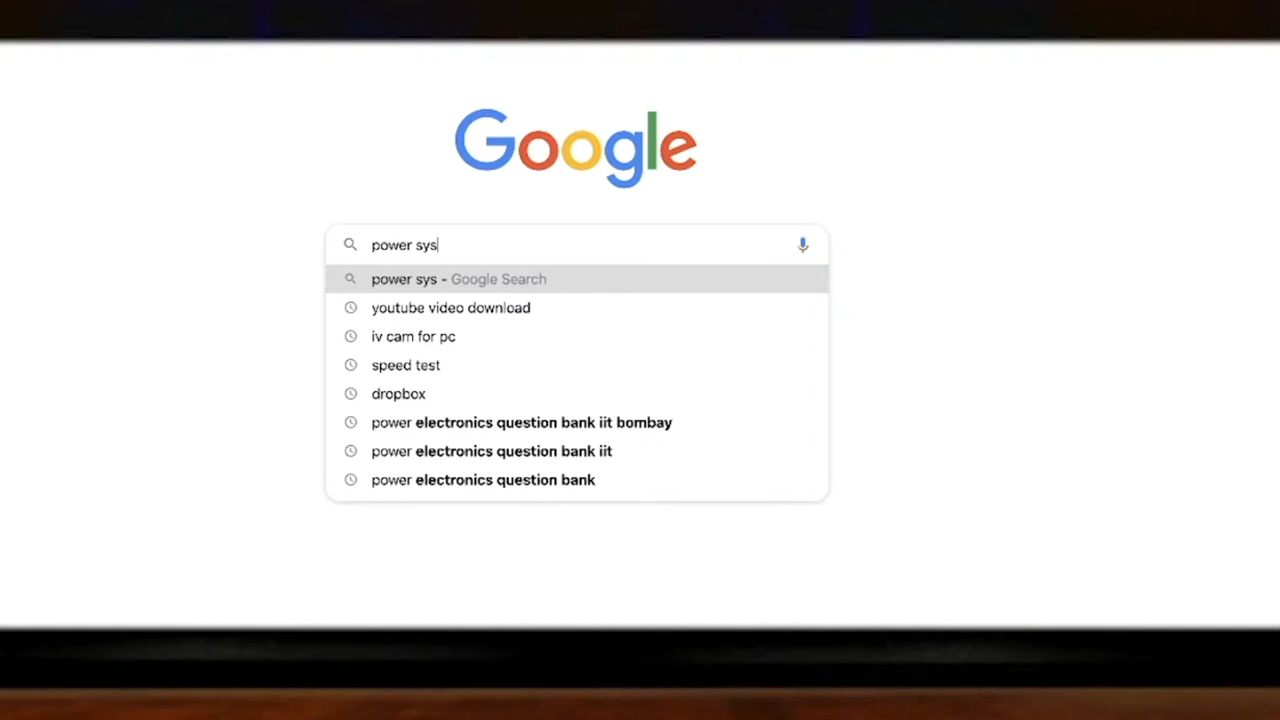 Google
power sys
power sys - Google Search
youtube video download
iv cam for pc
speed test
dropbox
power electronics question bank iit bombay
power electronics question bank iit
power electronics question bank